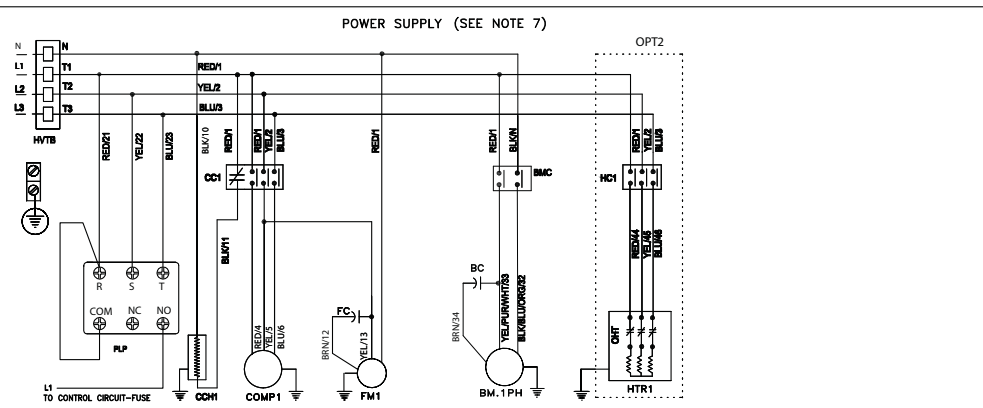 POWER SUPPLY (SEE NOTE 7)
OPT2
N
N
L1
T1
RED/1
L2
T2
YEL/2
L3
T3
BLU/3
HVTB
RED/21
YEL/22
BLU/23
BLK/10
RED/1
RED/1
YEL/2
BLU/3
RED/1
RED/1
BLK/N
RED/1
YEL/2
BLU/3
CC1
BMC
HC1
BLK/11
RED/44
YEL/45
BLU/46
R
S
T
COM
NC
NO
PLP
BC
FC
YEL/PUR/WHT/33
BLK/BLU/ORG/32
BRN/34
RED/4
YEL/5
BLU/6
BRN/12
YEL/13
OHT
L1
TO CONTROL CIRCUIT-FUSE
CCH1
COMP1
FM1
BM.1PH
HTR1